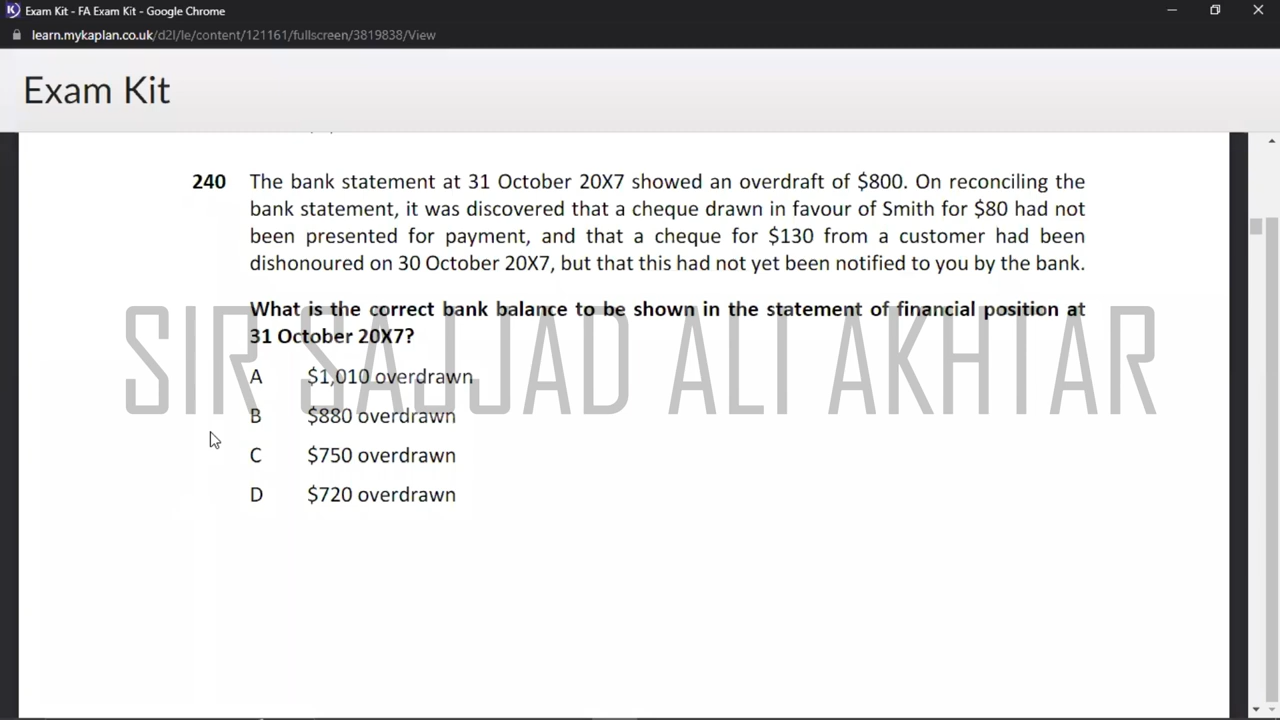 Exam Kit - FA Exam Kit - Google Chrome
learn.mykaplan.co.uk/d2l/le/content/121161/fullscreen/3819838/View
Exam Kit
240 The bank statement at 31 October 20X7 showed an overdraft of $800. On reconciling the
bank statement, it was discovered that a cheque drawn in favour of Smith for $80 had not
been presented for payment, and that a cheque for $130 from a customer had been
dishonoured on 30 October 20X7, but that this had not yet been notified to you by the bank.
What is the correct bank balance to be shown in the statement of financial position at
31 October 20X7?
SIR SAJJAD ALI AKHTAR
A $1,010 overdrawn
B $880 overdrawn
C $750 overdrawn
D $720 overdrawn